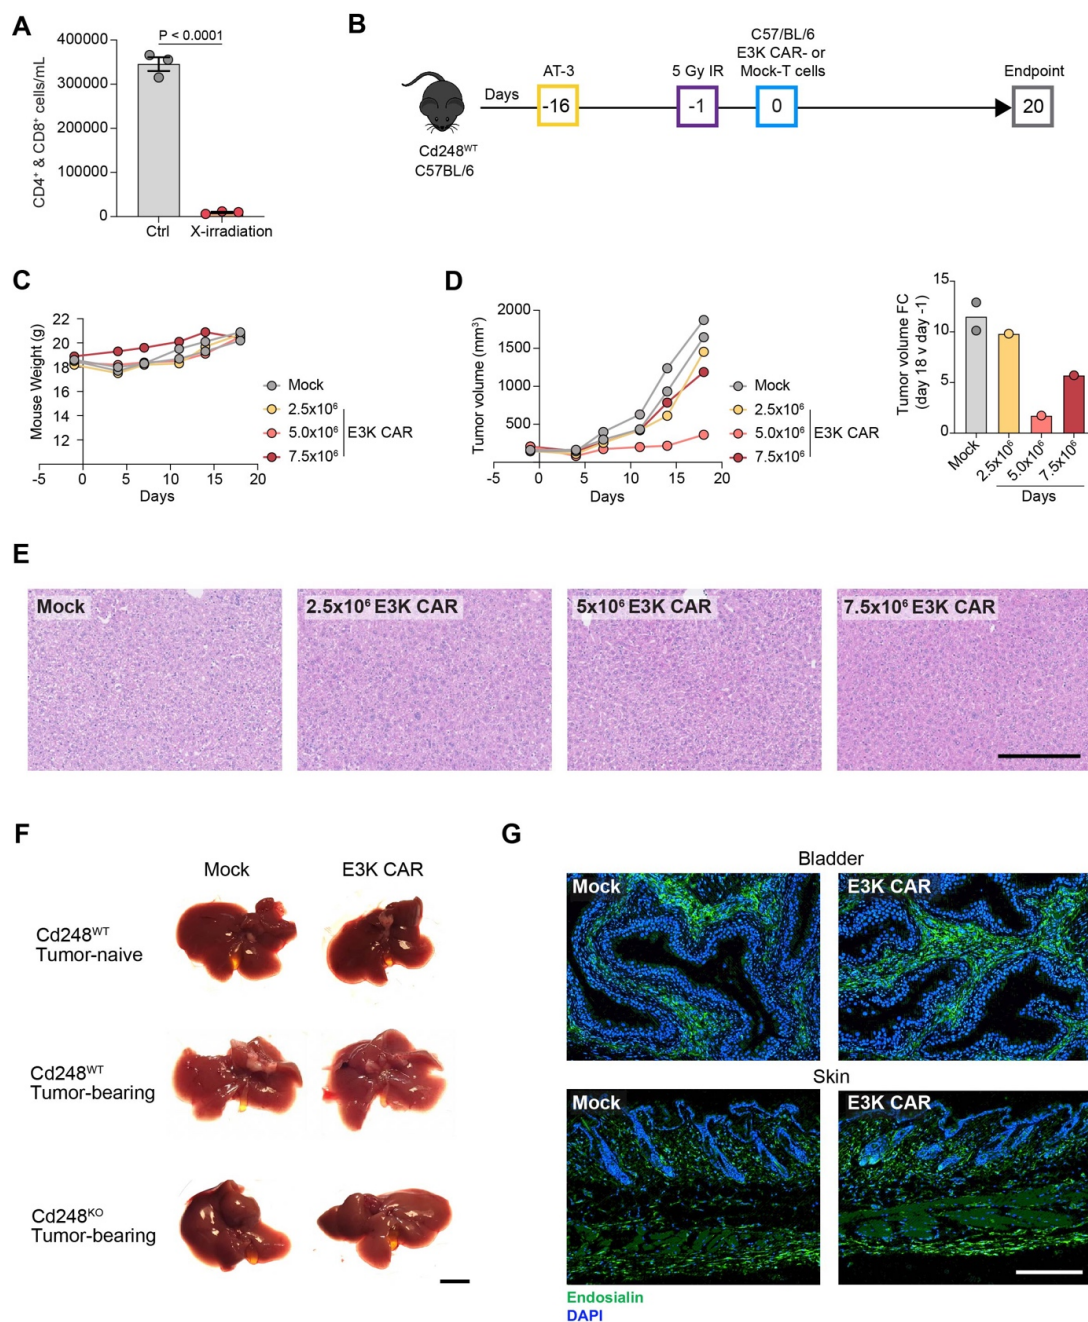 A
CD4⁺ & CD8⁺ cells/mL
400000
300000
200000
100000
0
P < 0.0001
Ctrl
X-irradiation
B
Cd248ᵂᵀ
C57BL/6
Days
AT-3
-16
5 Gy IR
-1
C57/BL/6
E3K CAR- or
Mock-T cells
0
Endpoint
20
C
Mouse Weight (g)
22
20
18
16
14
12
-5
0
5
10
15
20
Days
Mock
2.5x10⁶
5.0x10⁶
7.5x10⁶
E3K CAR
D
Tumor volume (mm³)
2000
1500
1000
500
-5
0
5
10
15
20
Days
Mock
2.5x10⁶
5.0x10⁶
7.5x10⁶
E3K CAR
Tumor volume FC
(day 18 v day -1)
15
10
5
0
Mock
2.5x10⁶
5.0x10⁶
7.5x10⁶
Days
E
Mock
2.5x10⁶ E3K CAR
5x10⁶ E3K CAR
7.5x10⁶ E3K CAR
F
Mock
E3K CAR
Cd248ᵂᵀ
Tumor-naive
Cd248ᵂᵀ
Tumor-bearing
Cd248ᴷᴼ
Tumor-bearing
G
Bladder
Mock
E3K CAR
Skin
Mock
E3K CAR
Endosialin
DAPI